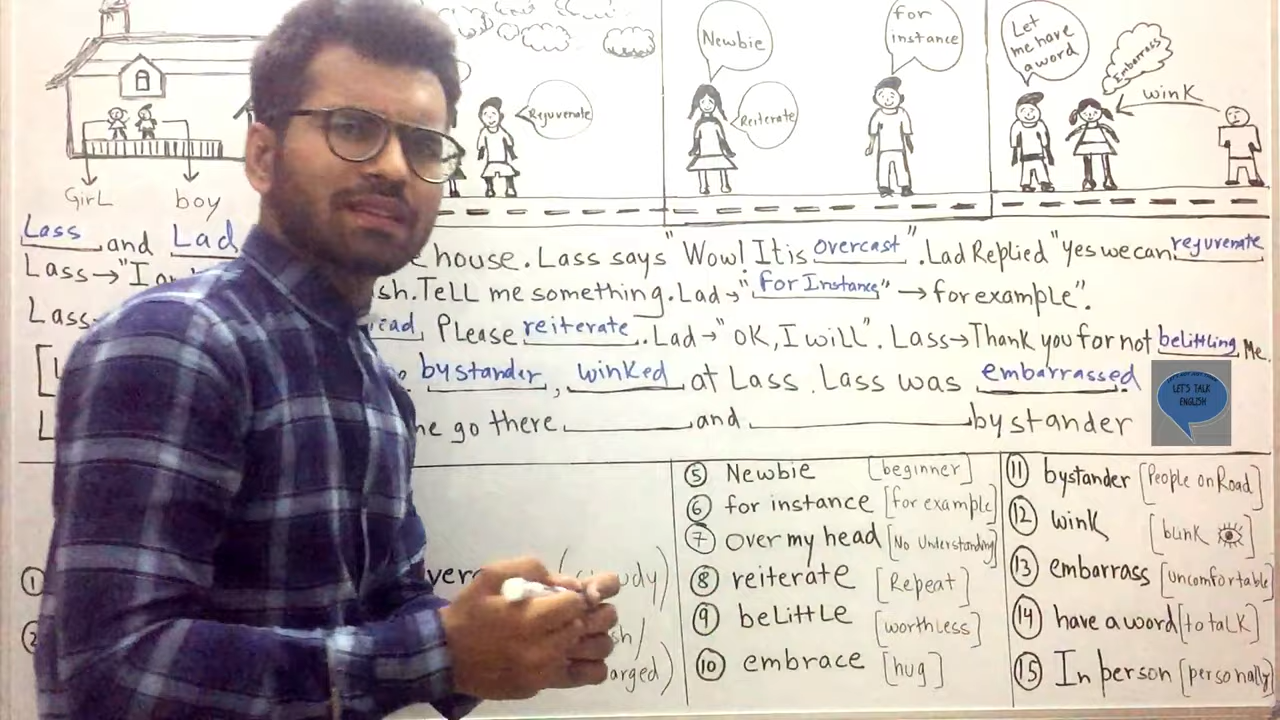 Newbie
for
instance
Let
me have
a word
Embarrass
wink
Rejuvenate
Reiterate
Girl
boy
Lass and Lad house. Lass says "Wow! It is overcast". Lad Replied "yes we can rejuvenate
Lass→"I sh. Tell me something. Lad→"for Instance"→for example".
Lass ead, Please reiterate. Lad→"OK, I will". Lass→Thank you for not belittling Me.
bystander, winked at Lass. Lass was embarrassed
go there and bystander
LET'S TALK
ENGLISH
①
②
⑤ Newbie [beginner]
⑥ for instance [for example]
⑦ over my head [No Understanding]
⑧ reiterate [Repeat]
⑨ beLittle [worthless]
⑩ embrace [hug]
⑪ bystander [People on Road]
⑫ wink [blink]
⑬ embarrass [uncomfortable]
⑭ have a word [to talk]
⑮ In person [personally]